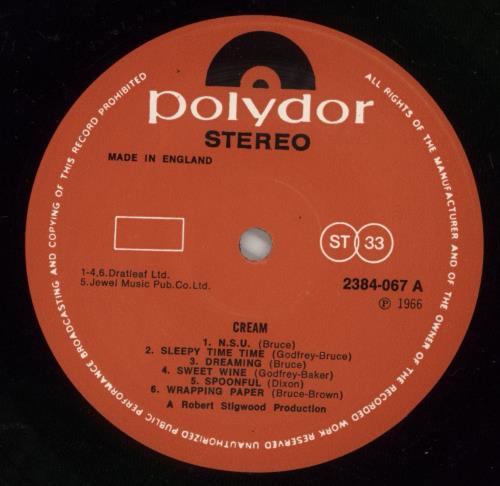 polydor
STEREO
MADE IN ENGLAND
ST 33
1-4,6.Dratleaf Ltd.
5.Jewel Music Pub.Co.Ltd.
2384-067 A
Ⓟ 1966
CREAM
1. N.S.U. (Bruce)
2. SLEEPY TIME TIME (Godfrey-Bruce)
3. DREAMING (Bruce)
4. SWEET WINE (Godfrey-Baker)
5. SPOONFUL (Dixon)
6. WRAPPING PAPER (Bruce-Brown)
A Robert Stigwood Production
ALL RIGHTS OF THE MANUFACTURER AND OF THE OWNER OF THE RECORDED WORK RESERVED UNAUTHORIZED PUBLIC PERFORMANCE BROADCASTING AND COPYING OF THIS RECORD PROHIBITED